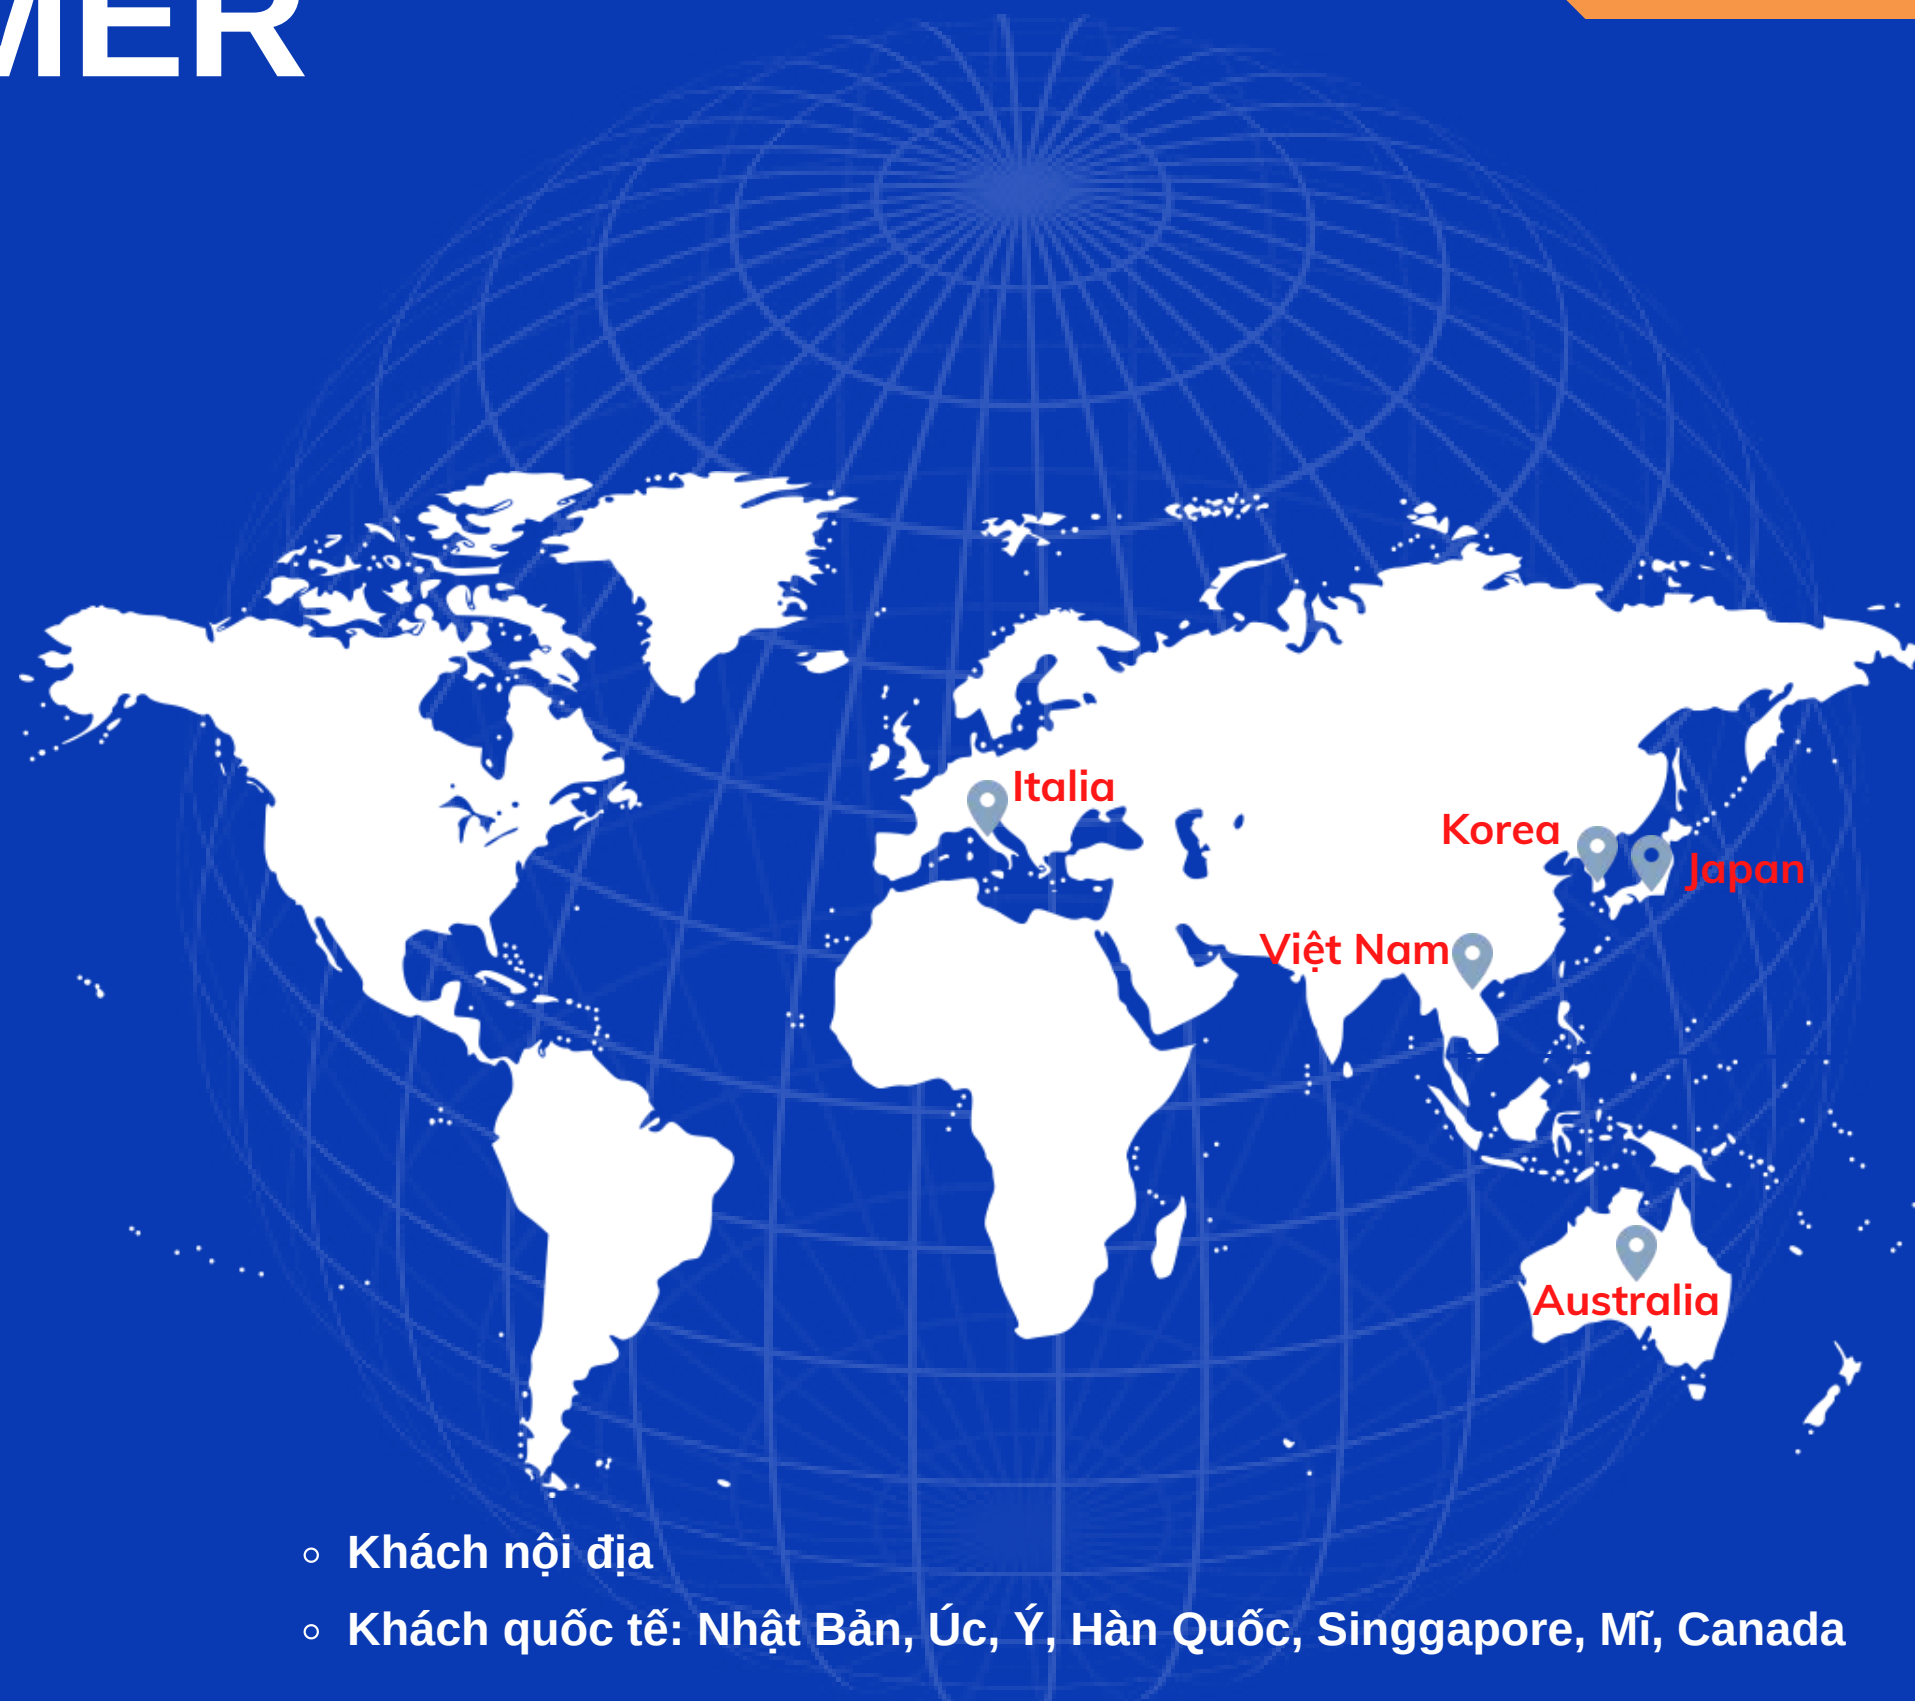 MER
Italia
Korea
Japan
Việt Nam
Australia
Khách nội địa
Khách quốc tế: Nhật Bản, Úc, Ý, Hàn Quốc, Singgapore, Mĩ, Canada